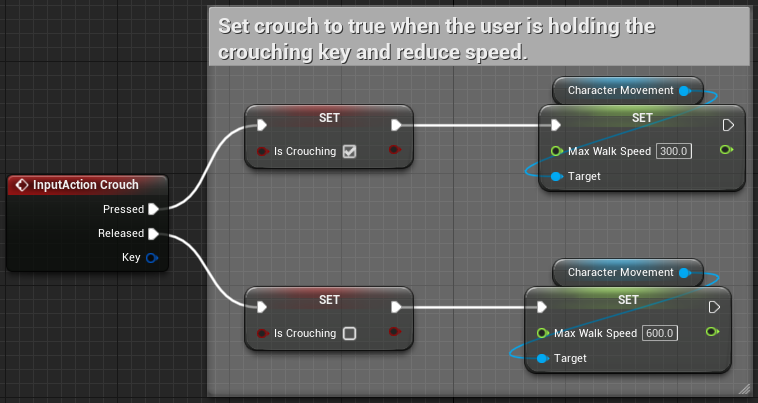 Set crouch to true when the user is holding the
crouching key and reduce speed.
Character Movement
SET
SET
Is Crouching
Max Walk Speed 300.0
Target
InputAction Crouch
Pressed
Released
Key
Character Movement
SET
SET
Is Crouching
Max Walk Speed 600.0
Target